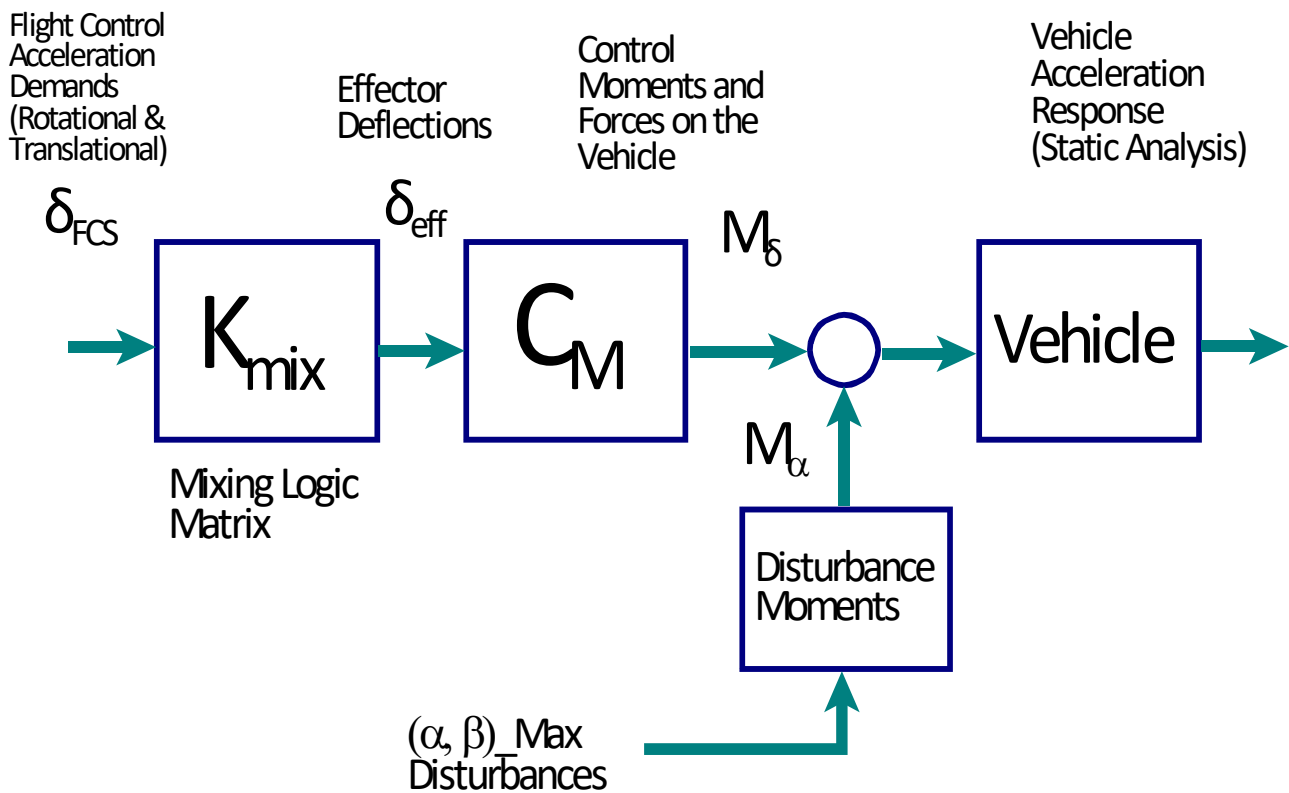 Flight Control
Acceleration
Demands
(Rotational &
Translational)
Effector
Deflections
Control
Moments and
Forces on the
Vehicle
Vehicle
Acceleration
Response
(Static Analysis)
δFCS
δeff
Mδ
Kmix
CM
Vehicle
Mα
Mixing Logic
Matrix
Disturbance
Moments
(α, β)_Max
Disturbances